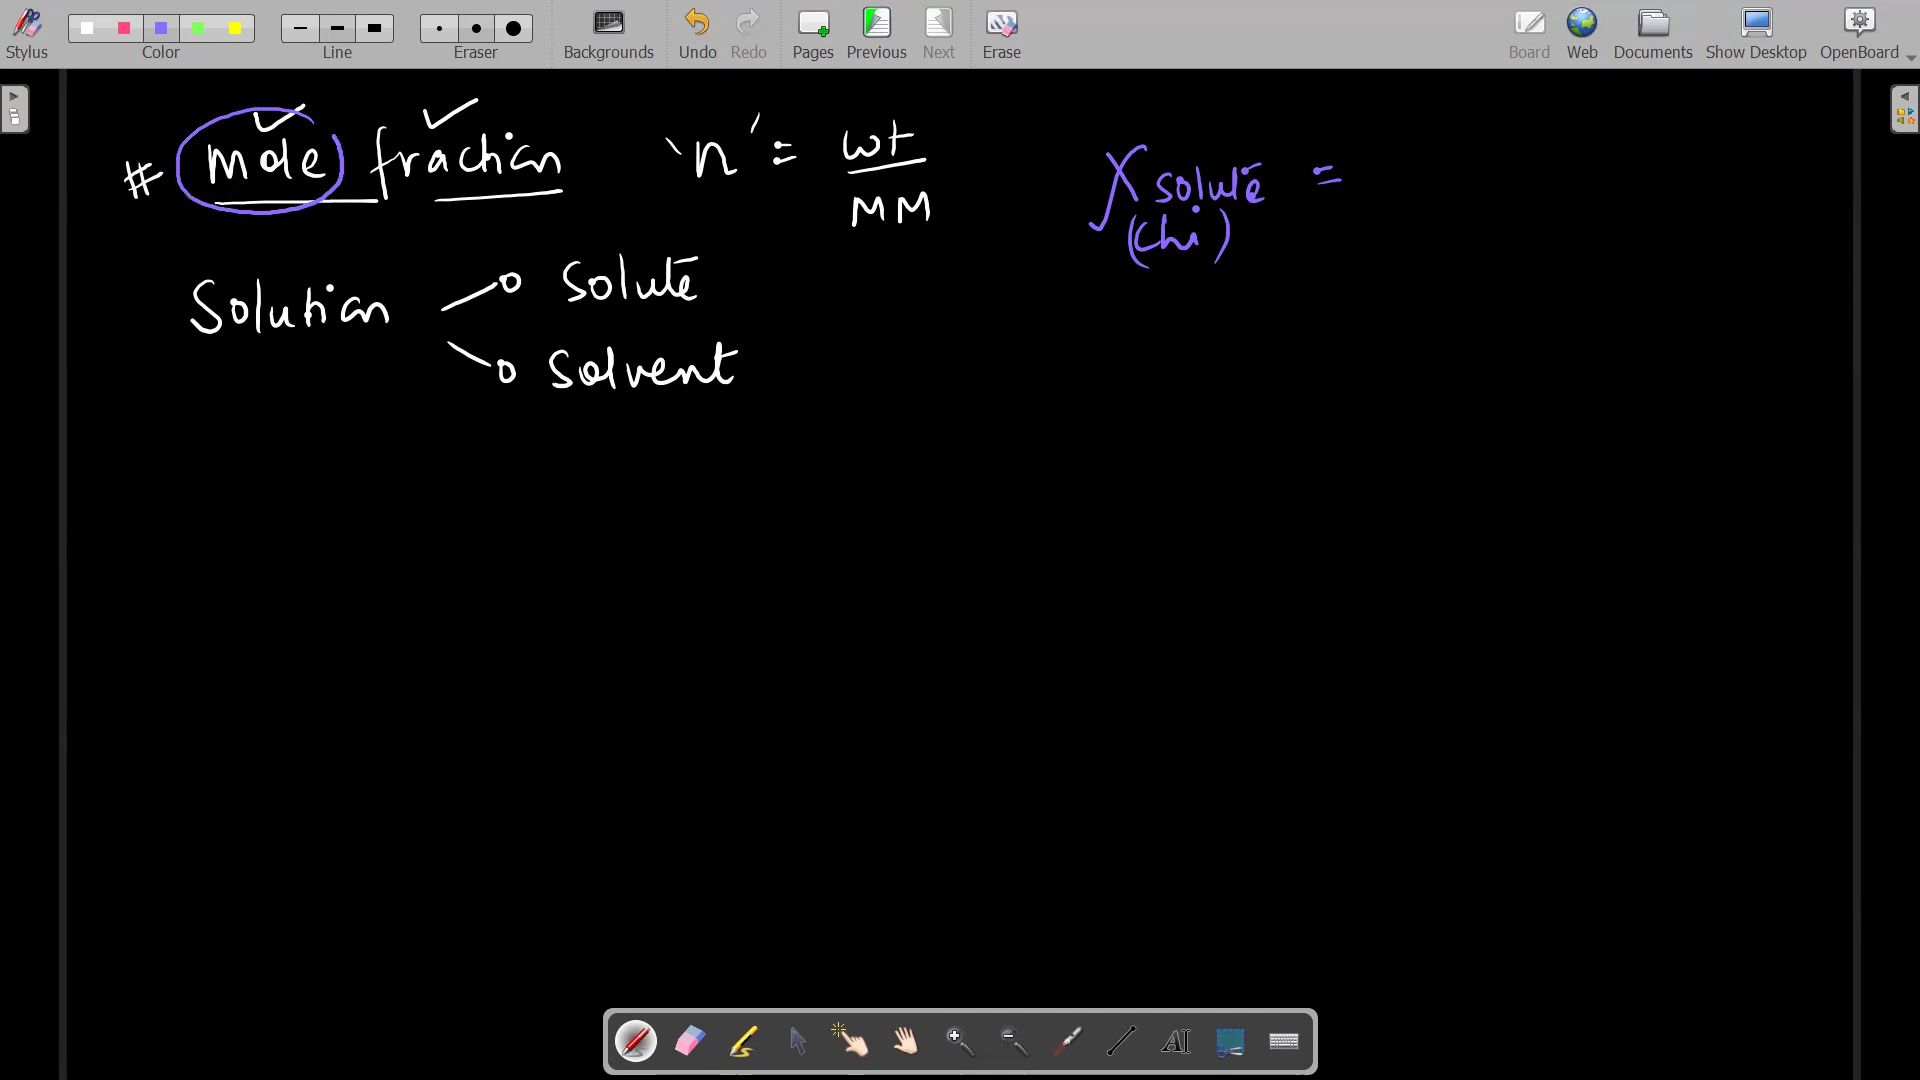 Stylus Color Line Eraser Backgrounds Undo Redo Pages Previous Next Erase Board Web Documents Show Desktop OpenBoard
# mole fraction 'n' = wt
MM
χ solute =
(chi)
Solution solute
solvent
AI